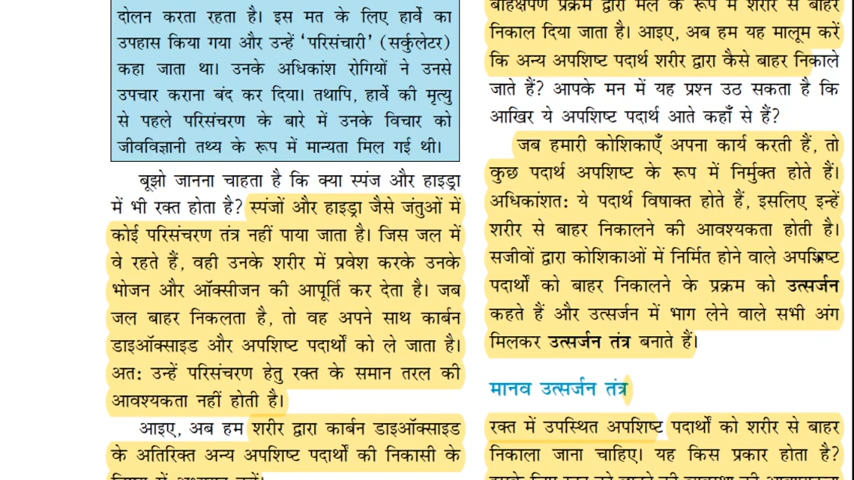 दोलन करता रहता है। इस मत के लिए हार्वे का
उपहास किया गया और उन्हें ‘परिसंचारी’ (सर्कुलेटर)
कहा जाता था। उनके अधिकांश रोगियों ने उनसे
उपचार कराना बंद कर दिया। तथापि, हार्वे की मृत्यु
से पहले परिसंचरण के बारे में उनके विचार को
जीवविज्ञानी तथ्य के रूप में मान्यता मिल गई थी।
बूझो जानना चाहता है कि क्या स्पंज और हाइड्रा
में भी रक्त होता है? स्पंजों और हाइड्रा जैसे जंतुओं में
कोई परिसंचरण तंत्र नहीं पाया जाता है। जिस जल में
वे रहते हैं, वही उनके शरीर में प्रवेश करके उनके
भोजन और ऑक्सीजन की आपूर्ति कर देता है। जब
जल बाहर निकलता है, तो वह अपने साथ कार्बन
डाइऑक्साइड और अपशिष्ट पदार्थों को ले जाता है।
अत: उन्हें परिसंचरण हेतु रक्त के समान तरल की
आवश्यकता नहीं होती है।
आइए, अब हम शरीर द्वारा कार्बन डाइऑक्साइड
के अतिरिक्त अन्य अपशिष्ट पदार्थों की निकासी के
बहिःक्षेपण प्रक्रम द्वारा मल के रूप में शरीर से बाहर
निकाल दिया जाता है। आइए, अब हम यह मालूम करें
कि अन्य अपशिष्ट पदार्थ शरीर द्वारा कैसे बाहर निकाले
जाते हैं? आपके मन में यह प्रश्न उठ सकता है कि
आखिर ये अपशिष्ट पदार्थ आते कहाँ से हैं?
जब हमारी कोशिकाएँ अपना कार्य करती हैं, तो
कुछ पदार्थ अपशिष्ट के रूप में निर्मुक्त होते हैं।
अधिकांशत: ये पदार्थ विषाक्त होते हैं, इसलिए इन्हें
शरीर से बाहर निकालने की आवश्यकता होती है।
सजीवों द्वारा कोशिकाओं में निर्मित होने वाले अपशिष्ट
पदार्थों को बाहर निकालने के प्रक्रम को उत्सर्जन
कहते हैं और उत्सर्जन में भाग लेने वाले सभी अंग
मिलकर उत्सर्जन तंत्र बनाते हैं।
मानव उत्सर्जन तंत्र
रक्त में उपस्थित अपशिष्ट पदार्थों को शरीर से बाहर
निकाला जाना चाहिए। यह किस प्रकार होता है?